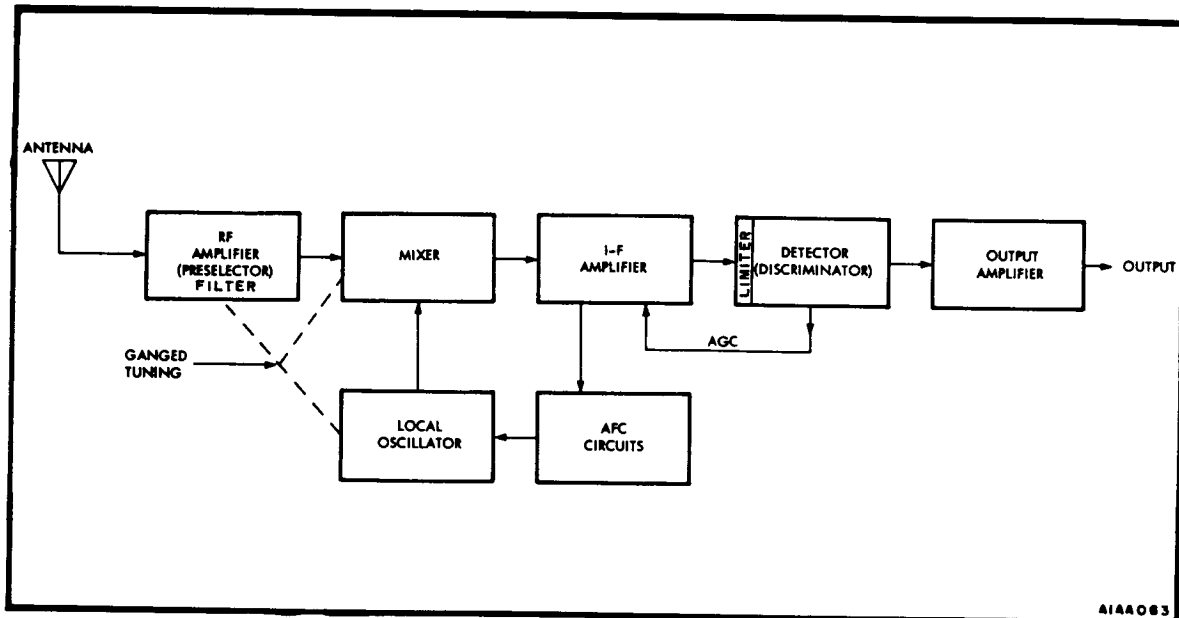 ANTENNA
RF
AMPLIFIER
(PRESELECTOR)
FILTER
MIXER
I-F
AMPLIFIER
LIMITER
DETECTOR
(DISCRIMINATOR)
OUTPUT
AMPLIFIER
OUTPUT
AGC
GANGED
TUNING
LOCAL
OSCILLATOR
AFC
CIRCUITS
A1AA063